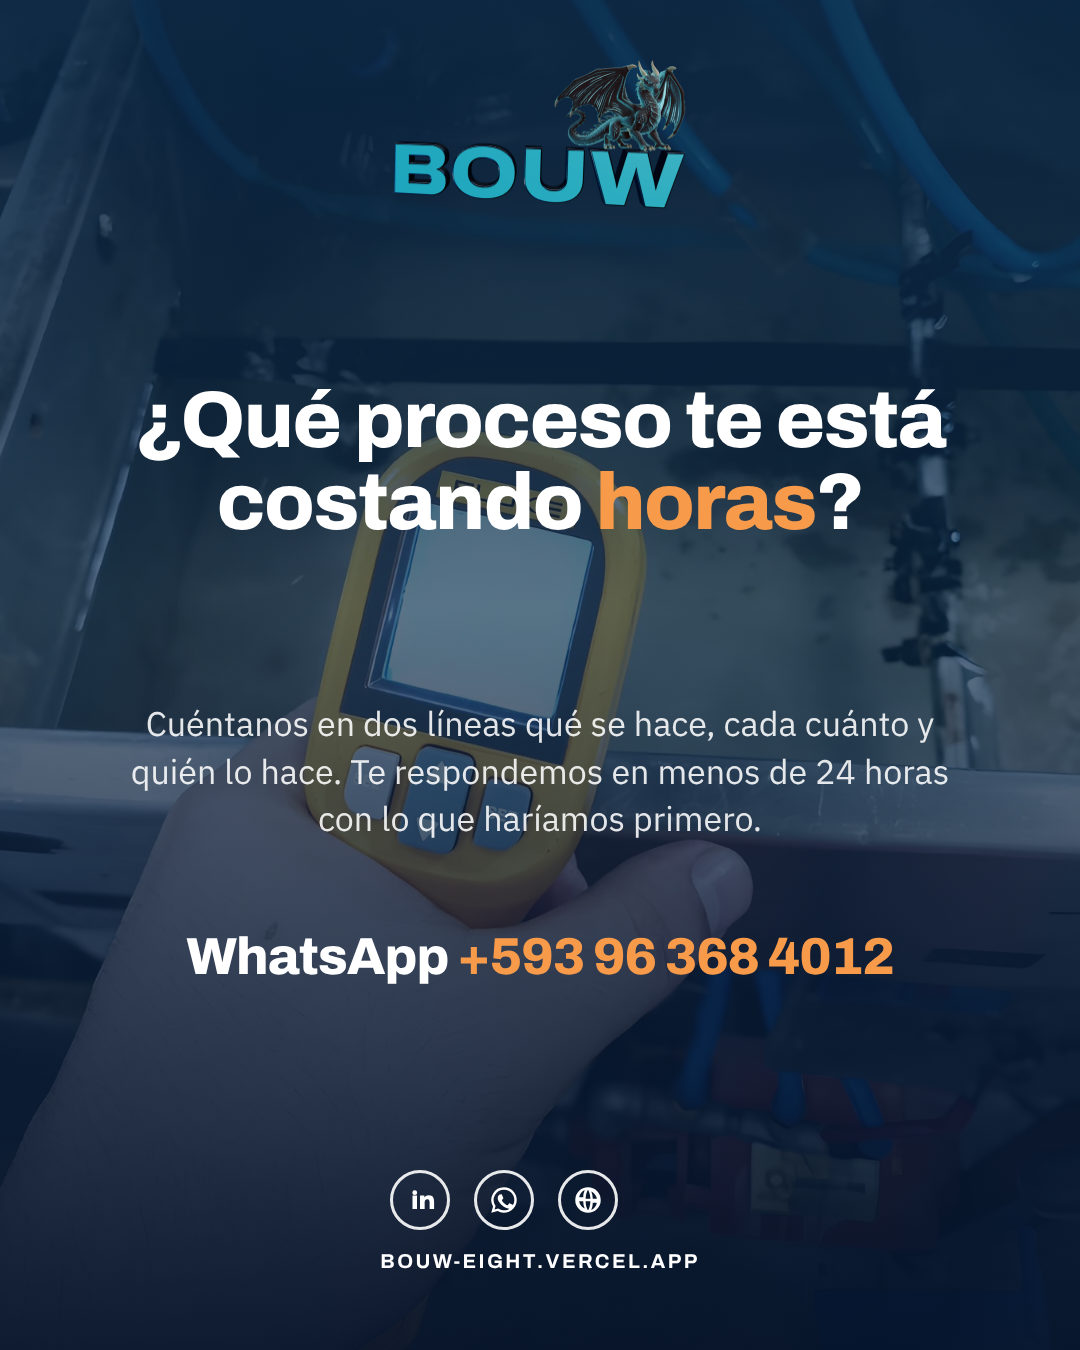 BOUW
¿Qué proceso te está
costando horas?
Cuéntanos en dos líneas qué se hace, cada cuánto y
quién lo hace. Te respondemos en menos de 24 horas
con lo que haríamos primero.
WhatsApp +593 96 368 4012
in
BOUW-EIGHT.VERCEL.APP